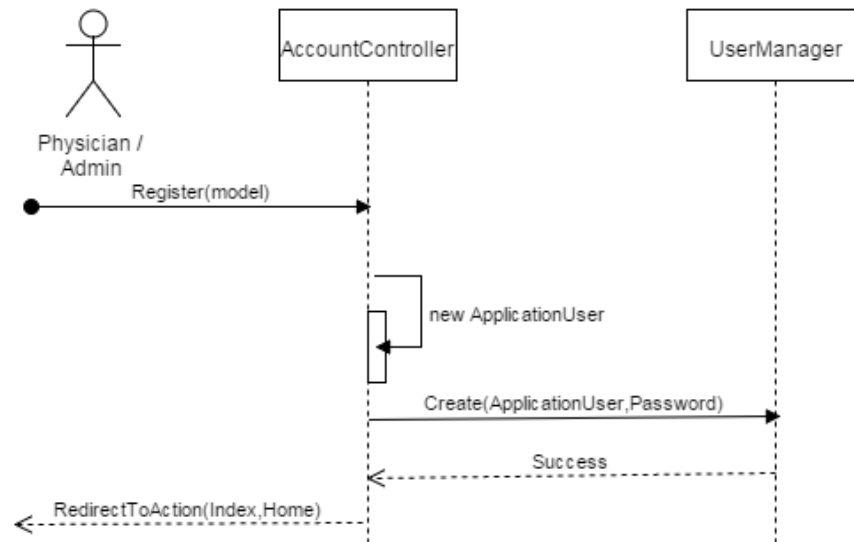 AccountController
UserManager
Physician /
Admin
Register(model)
new ApplicationUser
Create(ApplicationUser,Password)
Success
RedirectToAction(Index,Home)